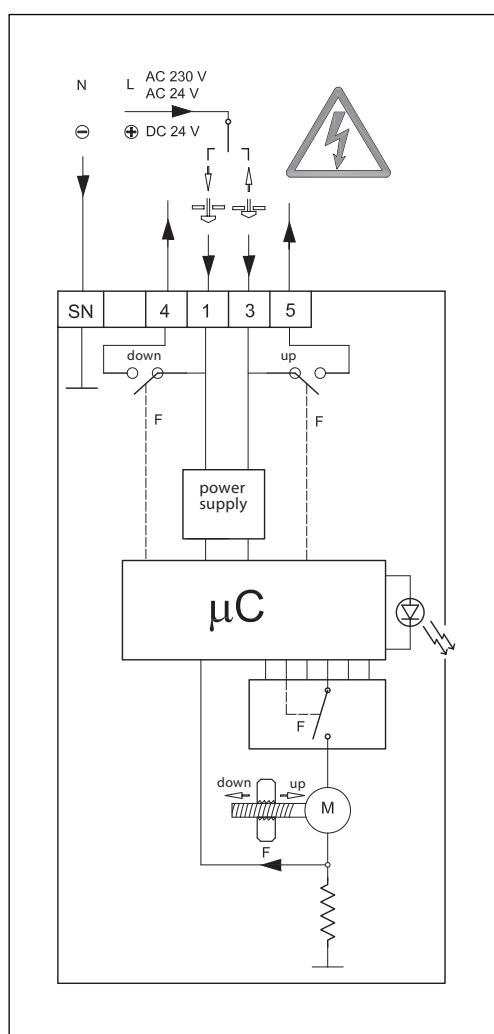 N L AC 230 V
AC 24 V
⊖ ⊕ DC 24 V
SN 4 1 3 5
down up
F F
power
supply
µC
F
down up
M
F